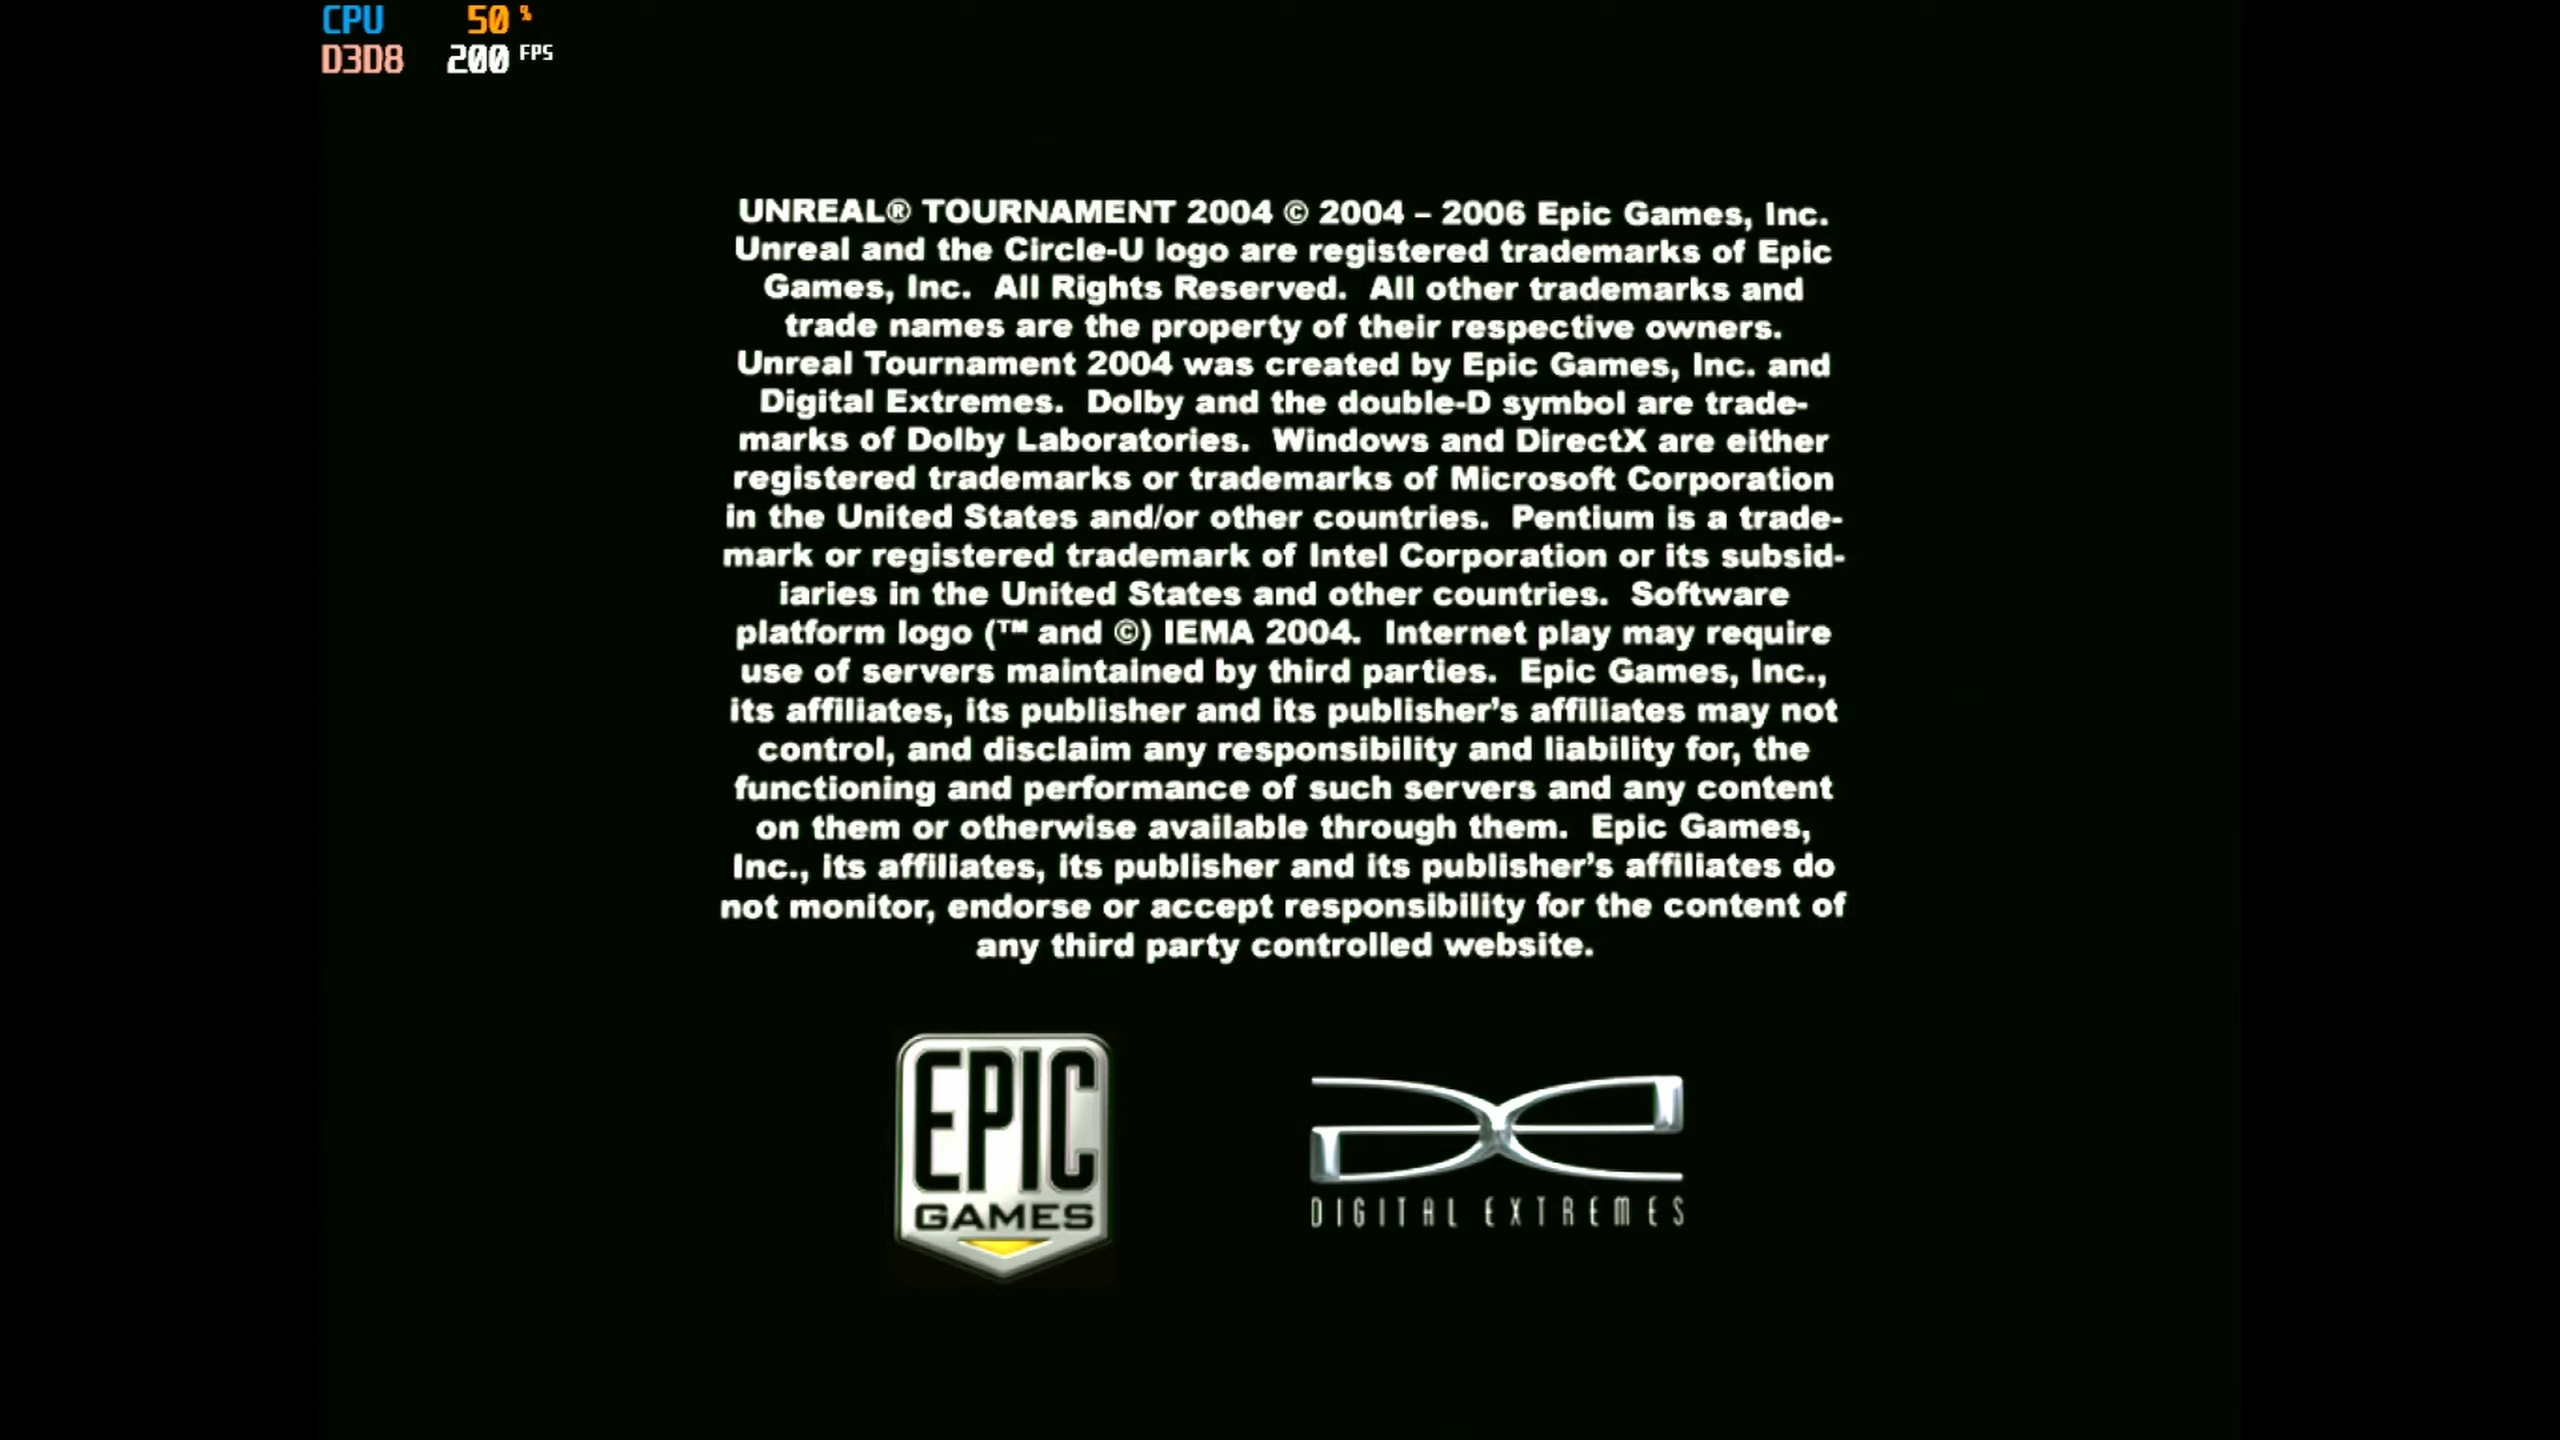 CPU 50 %
D3D8 200 FPS
UNREAL® TOURNAMENT 2004 © 2004 – 2006 Epic Games, Inc.
Unreal and the Circle-U logo are registered trademarks of Epic
Games, Inc.  All Rights Reserved.  All other trademarks and
trade names are the property of their respective owners.
Unreal Tournament 2004 was created by Epic Games, Inc. and
Digital Extremes.  Dolby and the double-D symbol are trade-
marks of Dolby Laboratories.  Windows and DirectX are either
registered trademarks or trademarks of Microsoft Corporation
in the United States and/or other countries.  Pentium is a trade-
mark or registered trademark of Intel Corporation or its subsid-
iaries in the United States and other countries.  Software
platform logo (™ and ©) IEMA 2004.  Internet play may require
use of servers maintained by third parties.  Epic Games, Inc.,
its affiliates, its publisher and its publisher’s affiliates may not
control, and disclaim any responsibility and liability for, the
functioning and performance of such servers and any content
on them or otherwise available through them.  Epic Games,
Inc., its affiliates, its publisher and its publisher’s affiliates do
not monitor, endorse or accept responsibility for the content of
any third party controlled website.
EPIC
GAMES
DIGITAL EXTREMES